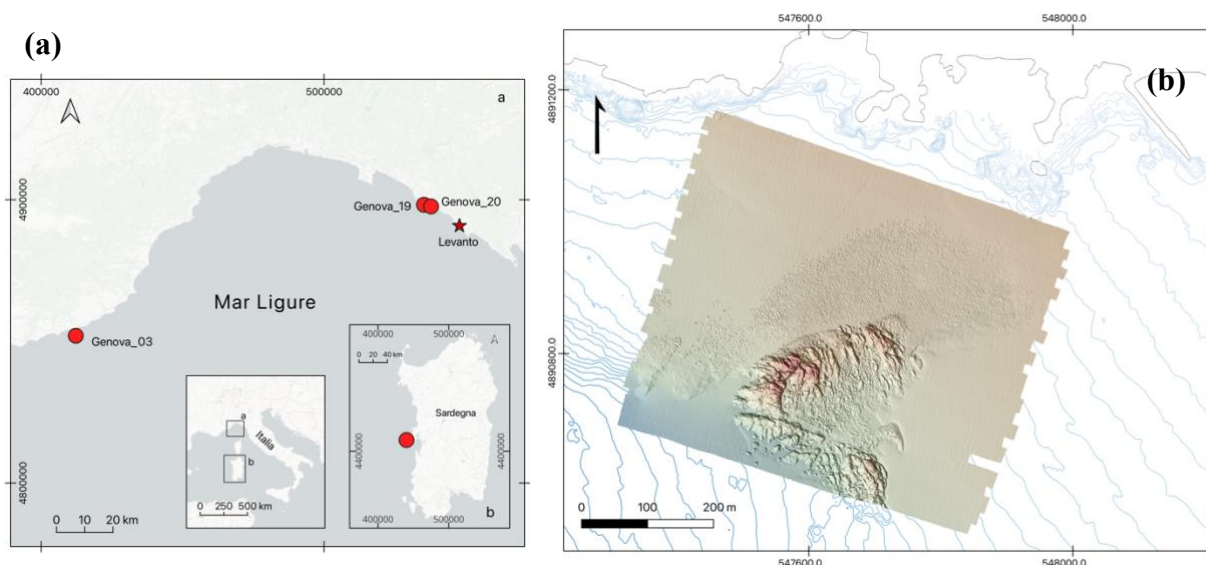 (a)
400000
500000
a
4900000
Genova_19
Genova_20
Levanto
Mar Ligure
Genova_03
4800000
0 10 20 km
a
Italia
b
0 250 500 km
400000
500000
0 20 40 km
Sardegna
4400000
4400000
400000
500000
b
547600.0
548000.0
(b)
4891200.0
4890800.0
0 100 200 m
547600.0
548000.0